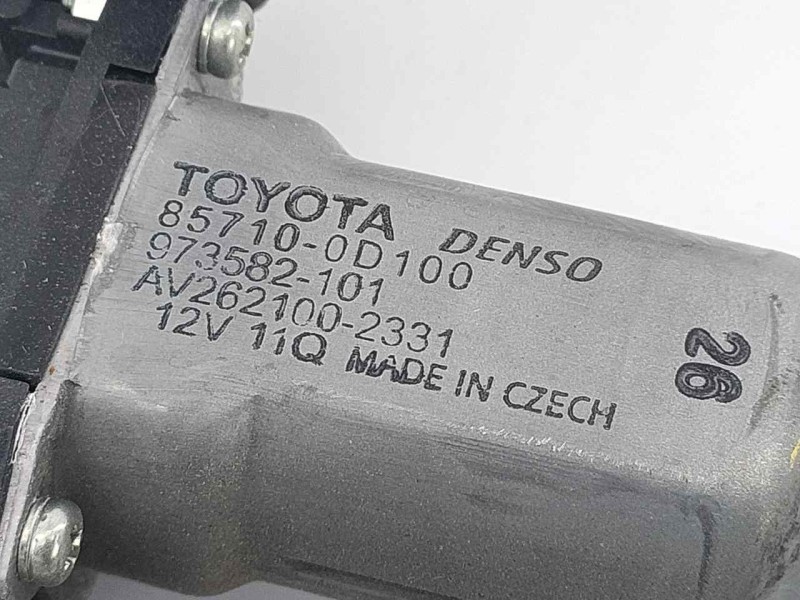 TOYOTA DENSO
85710-0D100
973582-101
AV262100-2331
12V 11Q MADE IN CZECH
26